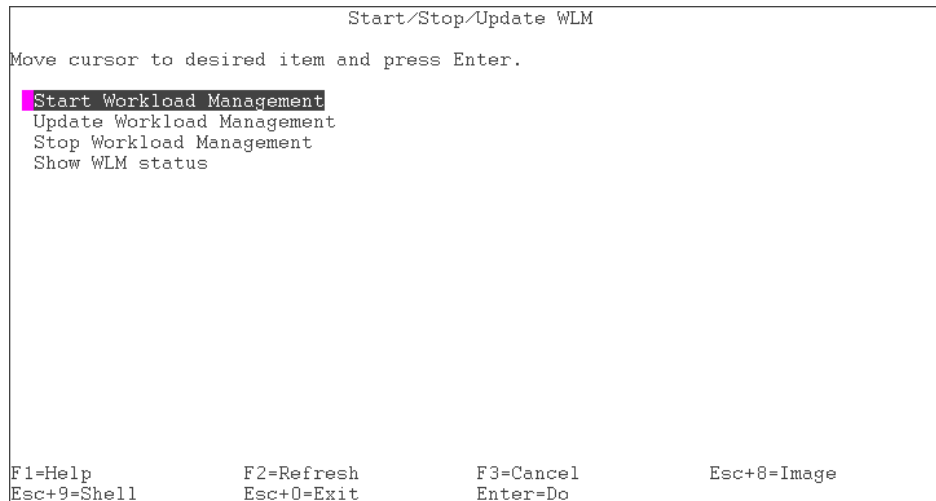 Start/Stop/Update WLM
Move cursor to desired item and press Enter.
Start Workload Management
Update Workload Management
Stop Workload Management
Show WLM status
F1=Help F2=Refresh F3=Cancel Esc+8=Image
Esc+9=Shell Esc+0=Exit Enter=Do